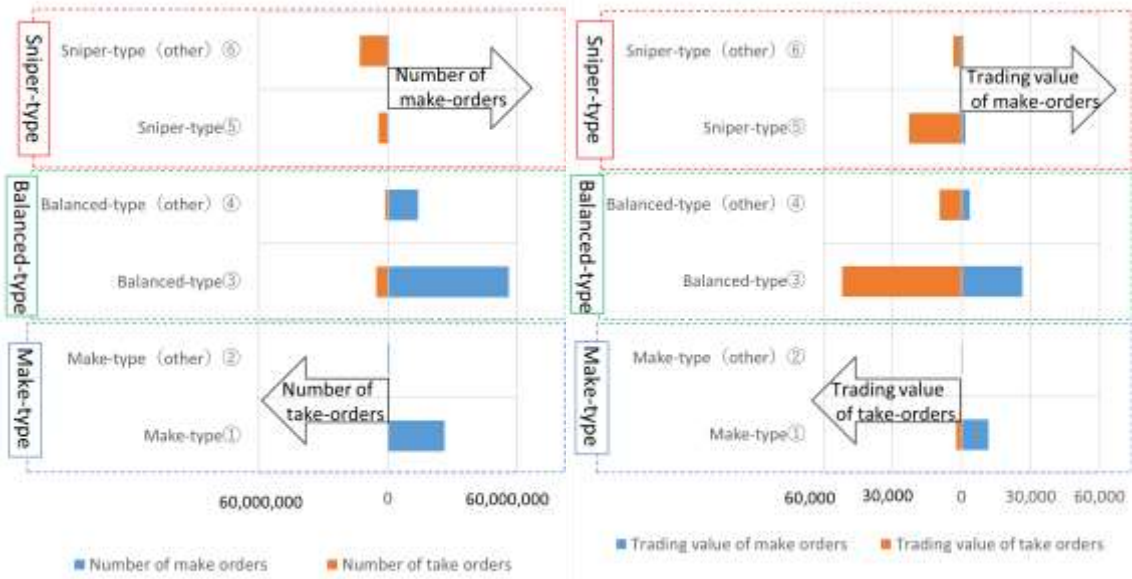 Sniper-type
Sniper-type（other）⑥
Number of
make-orders
Sniper-type⑤
Balanced-type
Balanced-type（other）④
Balanced-type③
Make-type
Make-type（other）②
Number of
take-orders
Make-type①
60,000,000 0 60,000,000
Number of make orders Number of take orders
Sniper-type
Sniper-type（other）⑥
Trading value
of make-orders
Sniper-type⑤
Balanced-type
Balanced-type（other）④
Balanced-type③
Make-type
Make-type（other）②
Trading value
of take-orders
Make-type①
60,000 30,000 0 30,000 60,000
Trading value of make orders Trading value of take orders